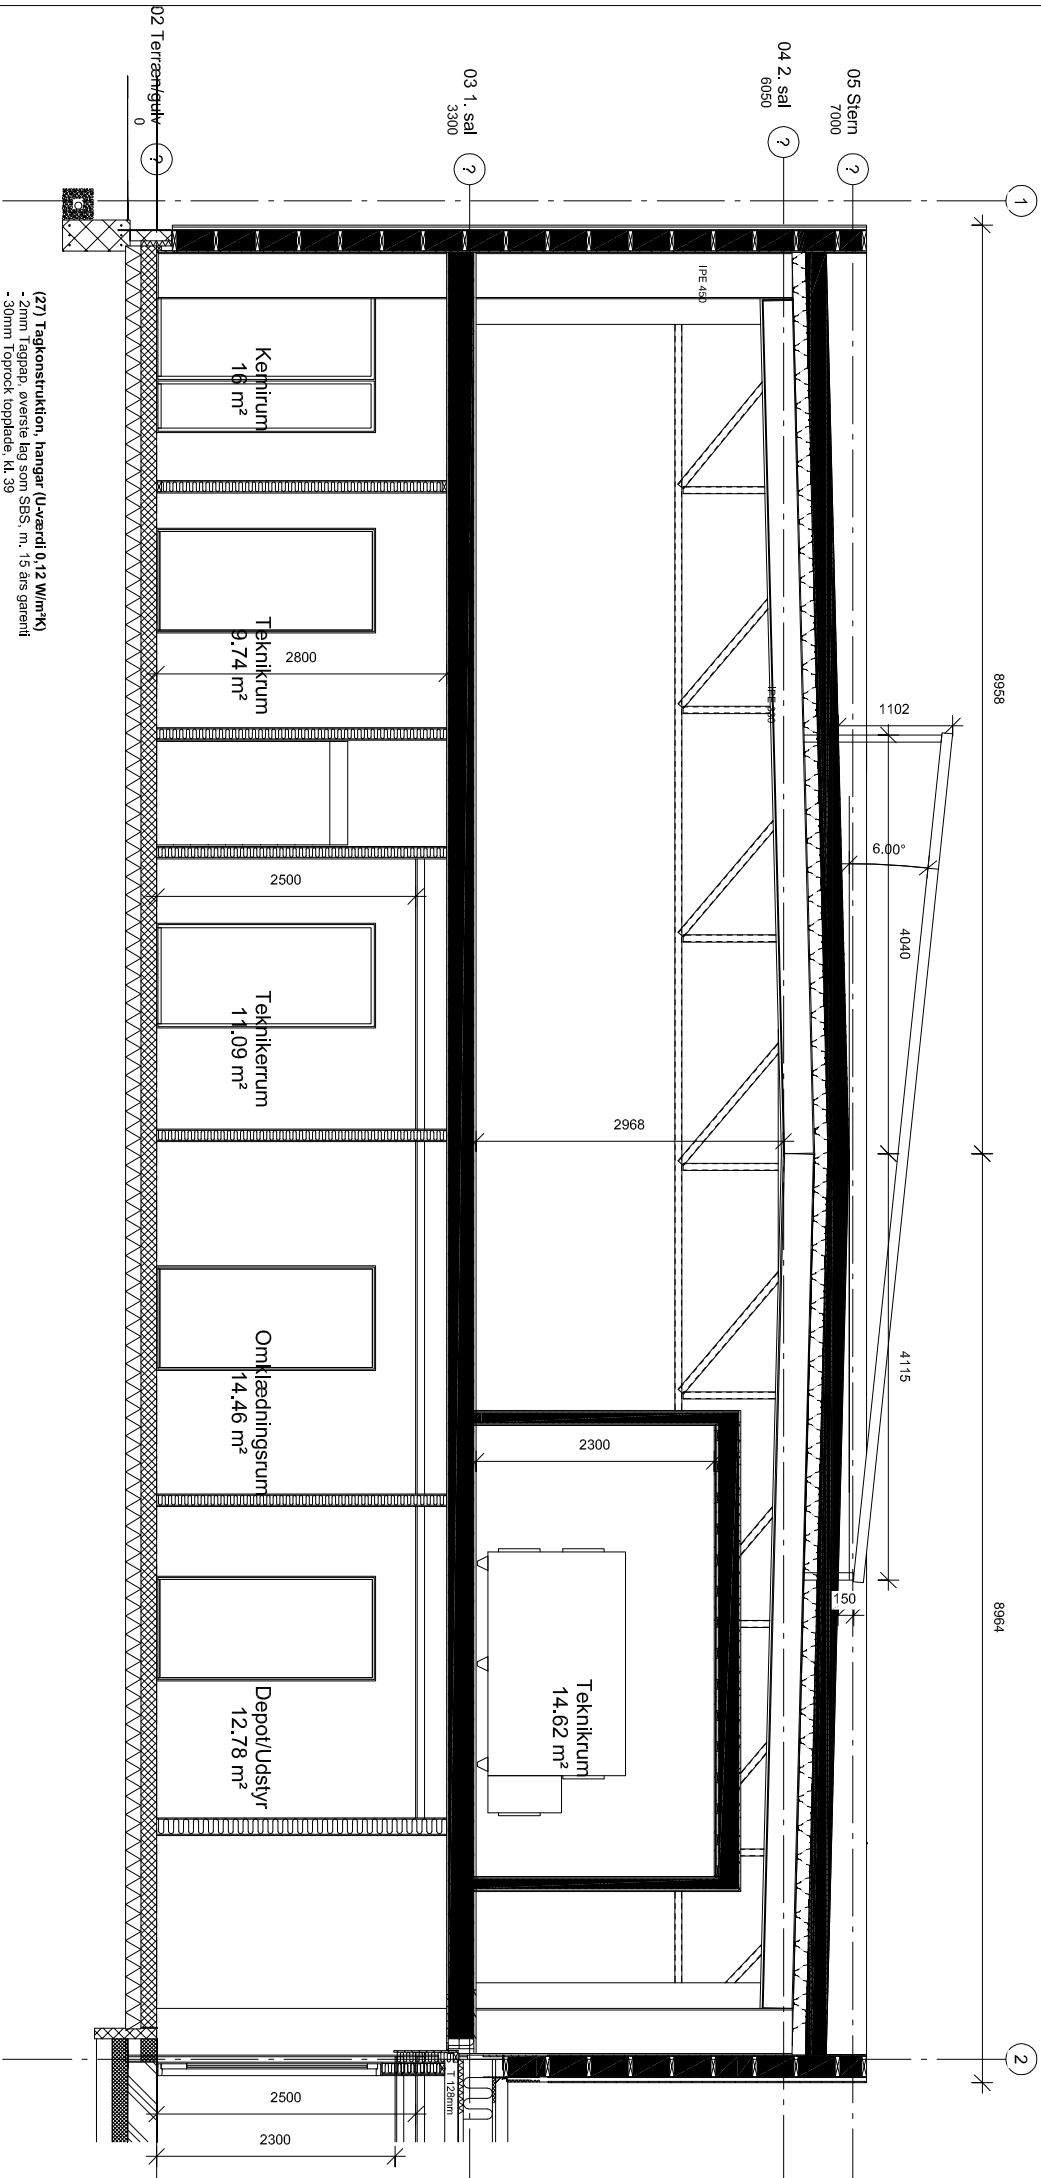 1
8958
8964
2
05 Stern
7000
?
04 2. sal
6050
?
03 1. sal
3300
?
02 Terræn/gulv
0
?
1102
6.00°
4040
4115
150
IPE 450
2968
2300
Teknikrum
14.62 m²
Kemirum
16 m²
Teknikrum
9.74 m²
2800
2500
Teknikerrum
11.09 m²
Omklædningsrum
14.46 m²
Depot/Udstyr
12.78 m²
128mm
2500
2300
(27) Tagkonstruktion, hangar (U-værdi 0,12 W/m²K)
- 2mm Tagpap, øverste lag som SBS, m. 15 års garenti
- 30mm Toprock topplade, kl. 39